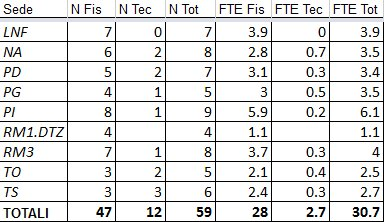 Sede N Fis N Tec N Tot FTE Fis FTE Tec FTE Tot
LNF 7 0 7 3.9 0 3.9
NA 6 2 8 2.8 0.7 3.5
PD 5 2 7 3.1 0.3 3.4
PG 4 1 5 3 0.5 3.5
PI 8 1 9 5.9 0.2 6.1
RM1.DTZ 4 4 1.1 1.1
RM3 7 1 8 3.7 0.3 4
TO 3 2 5 2.1 0.4 2.5
TS 3 3 6 2.4 0.3 2.7
TOTALI 47 12 59 28 2.7 30.7